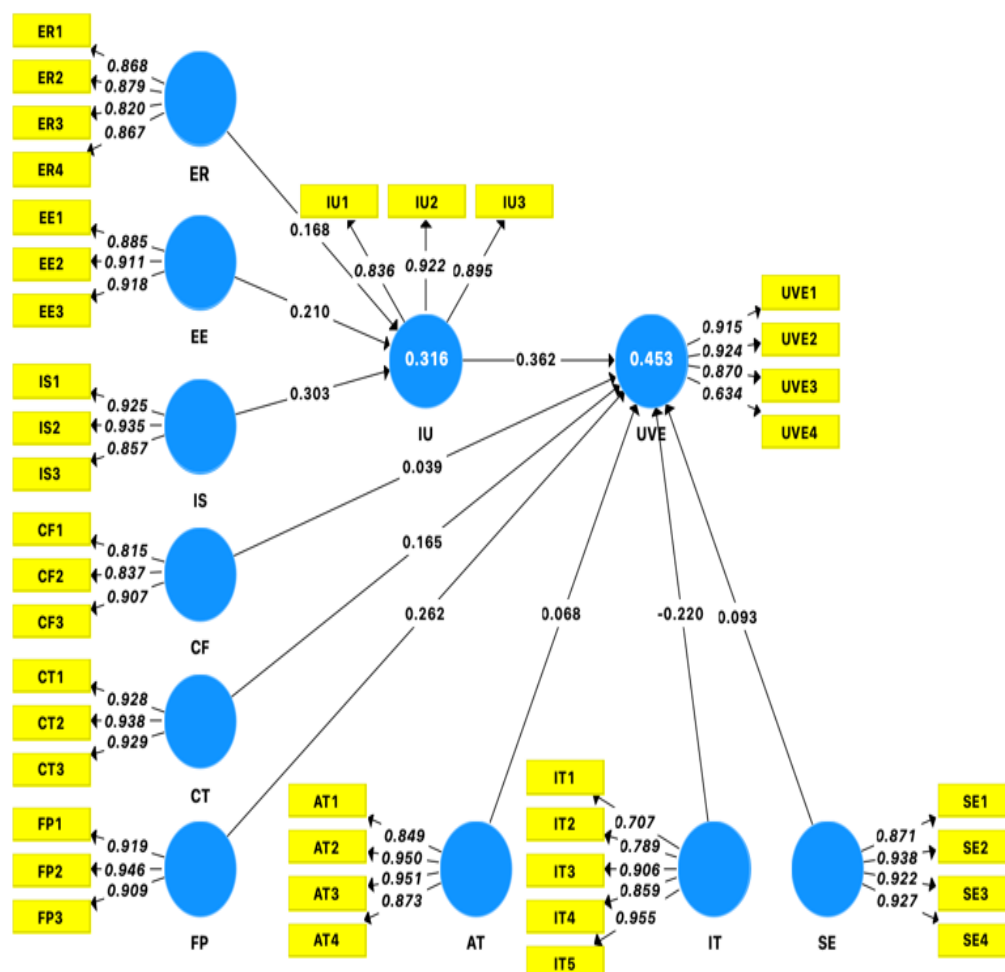 ER1
0.868
ER2
0.879
ER3
0.820
ER4
0.867
ER
EE1
0.885
EE2
0.911
EE3
0.918
EE
IS1
0.925
IS2
0.935
IS3
0.857
IS
CF1
0.815
CF2
0.837
CF3
0.907
CF
CT1
0.928
CT2
0.938
CT3
0.929
CT
FP1
0.919
FP2
0.946
FP3
0.909
FP
0.168
0.210
0.303
IU1
IU2
IU3
0.836
0.922
0.895
0.316
IU
0.362
0.453
UVE
UVE1
0.915
UVE2
0.924
UVE3
0.870
UVE4
0.634
0.039
0.165
0.262
0.068
-0.220
0.093
AT1
0.849
AT2
0.950
AT3
0.951
AT4
0.873
AT
IT1
0.707
IT2
0.789
IT3
0.906
IT4
0.859
IT5
0.955
IT
SE1
0.871
SE2
0.938
SE3
0.922
SE4
0.927
SE